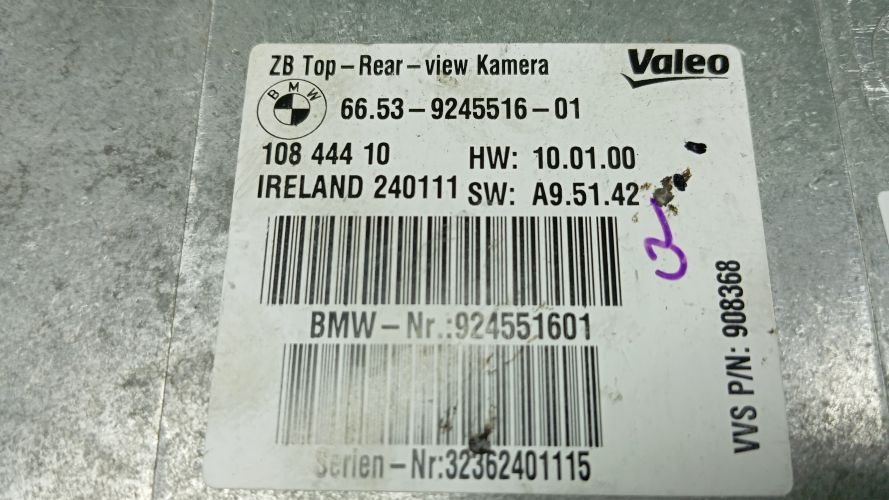 ZB Top-Rear-view Kamera
Valeo
BMW
66.53-9245516-01
108 444 10 HW: 10.01.00
IRELAND 240111 SW: A9.51.42
BMW-Nr.:924551601
Serien-Nr:32362401115
VVS P/N: 908368